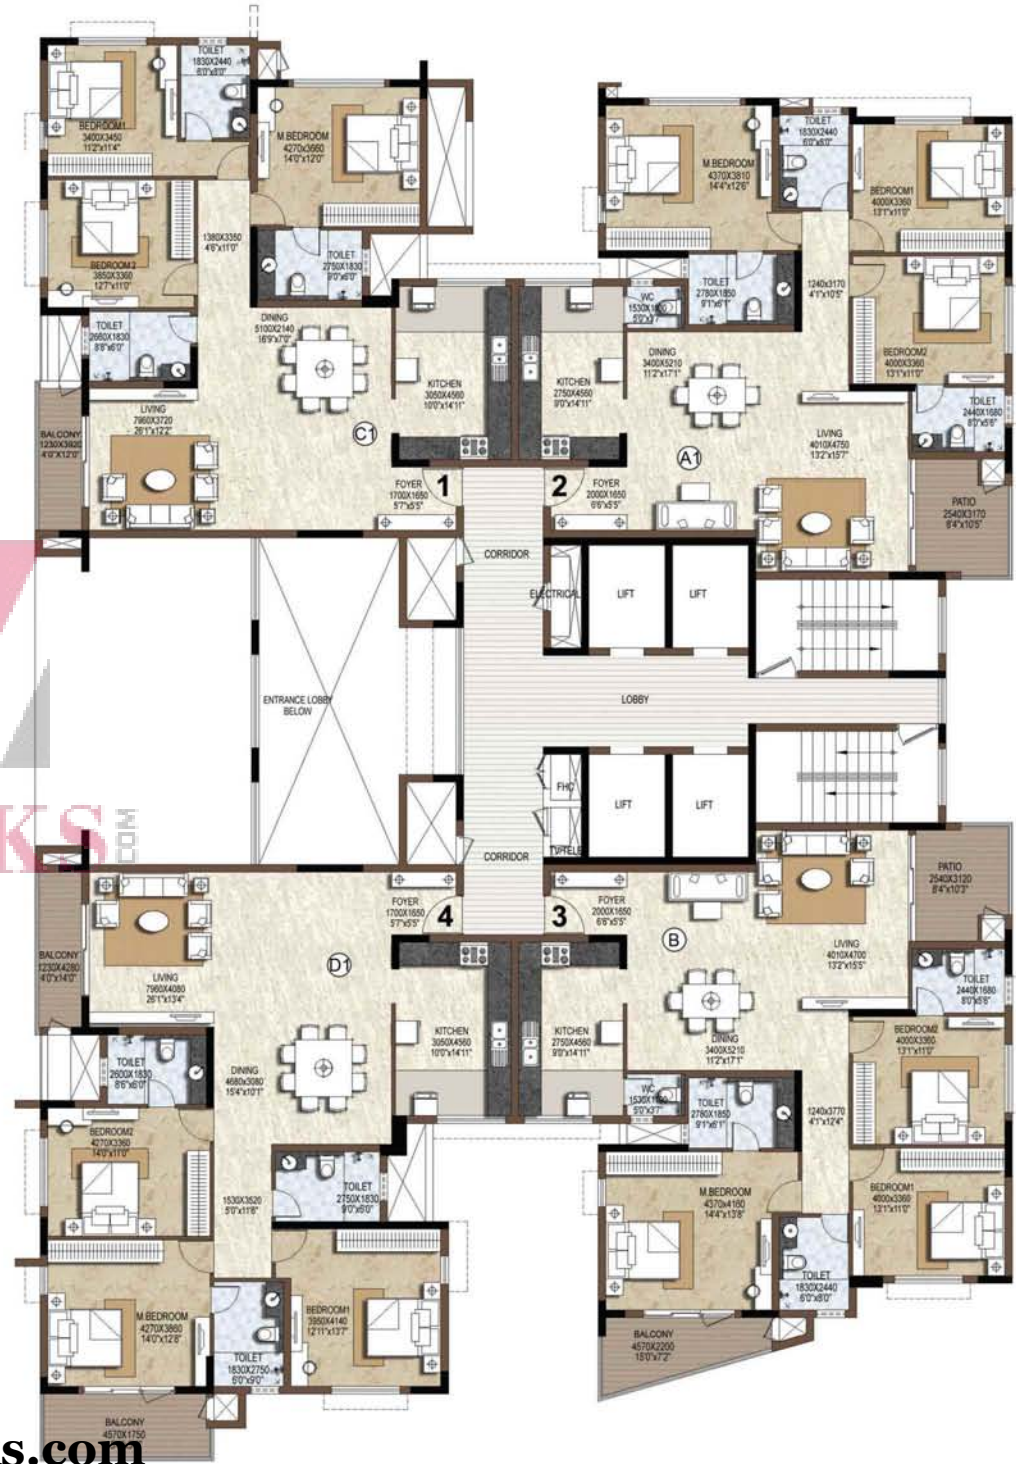 TOILET
1830X2440
6'0"x8'0"
BEDROOM1
3400X3450
11'2"x11'4"
M.BEDROOM
4270X3660
14'0"x12'0"
1380X3350
4'6"x11'0"
BEDROOM2
3850X3360
12'7"x11'0"
TOILET
2750X1830
9'0"x6'0"
TOILET
2660X1830
8'8"x6'0"
DINING
5100X2140
16'9"x7'0"
KITCHEN
3050X4560
10'0"x14'11"
LIVING
7960X3720
26'1"x12'2"
BALCONY
4'0"X12'0"
C1
FOYER
1700X1650
5'7"x5'5"
1
TOILET
1830X2440
6'0"x8'0"
M.BEDROOM
4370X3810
14'4"x12'6"
BEDROOM1
4000X3360
13'1"x11'0"
TOILET
2780X1850
9'1"x6'1"
WC
5'0"x3'7"
1240x3170
4'1"x10'5"
DINING
3400X5210
11'2"x17'1"
BEDROOM2
4000X3360
13'1"x11'0"
KITCHEN
2750X4560
9'0"x14'11"
TOILET
2440X1680
8'0"x5'6"
LIVING
4010X4750
13'2"x15'7"
A1
PATIO
2540X3170
8'4"x10'5"
2
FOYER
2000X1650
6'6"x5'5"
CORRIDOR
ELECTRICAL
LIFT
LIFT
ENTRANCE LOBBY
BELOW
LOBBY
FHC
LIFT
LIFT
TV/TELE
CORRIDOR
KS
COM
FOYER
1700X1650
5'7"x5'5"
4
D1
BALCONY
1230X4280
4'0"X14'0"
LIVING
7960X4080
26'1"x13'4"
KITCHEN
3050X4560
10'0"x14'11"
TOILET
2600X1830
8'6"x6'0"
DINING
4680x3080
15'4"x10'1"
BEDROOM2
4270X3360
14'0"x11'0"
1530X3520
5'0"x11'6"
TOILET
2750X1830
9'0"x6'0"
M.BEDROOM
4270X3860
14'0"x12'8"
BEDROOM1
3950X4140
12'11"x13'7"
TOILET
1830X2750
6'0"x9'0"
BALCONY
4570X1750
3
FOYER
2000X1650
6'6"x5'5"
B
PATIO
2540X3120
8'4"x10'3"
LIVING
4010X4700
13'2"x15'5"
TOILET
2440X1680
8'0"x5'6"
KITCHEN
2750X4560
9'0"x14'11"
DINING
3400X5210
11'2"x17'1"
BEDROOM2
4000X3360
13'1"x11'0"
WC
5'0"x3'7"
TOILET
2780X1850
9'1"x6'1"
1240x3770
4'1"x12'4"
M.BEDROOM
4370x4160
14'4"x13'8"
BEDROOM1
4000x3360
13'1"x11'0"
TOILET
1830X2440
6'0"x8'0"
BALCONY
4570X2200
15'0"x7'2"
s.com